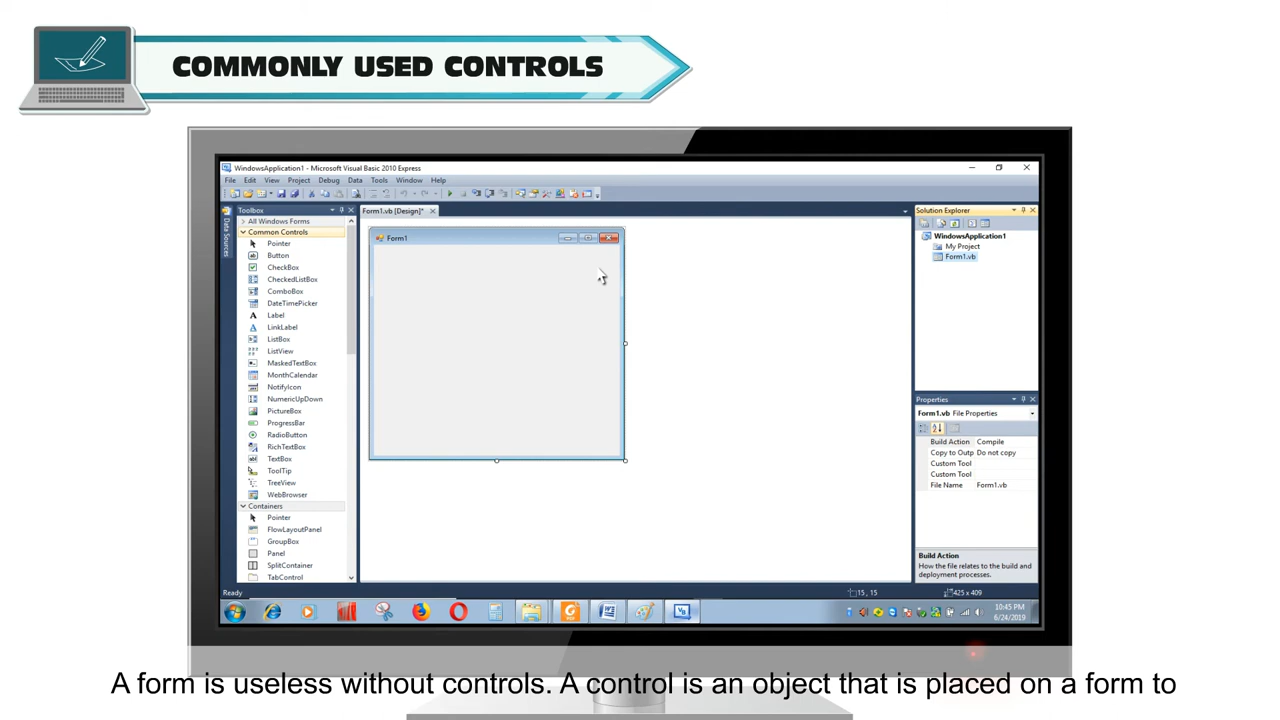 COMMONLY USED CONTROLS
WindowsApplication1 - Microsoft Visual Basic 2010 Express
File Edit View Project Debug Data Tools Window Help
Toolbox
Form1.vb [Design]*
Solution Explorer
Data Sources
All Windows Forms
Common Controls
Pointer
Button
CheckBox
CheckedListBox
ComboBox
DateTimePicker
Label
LinkLabel
ListBox
ListView
MaskedTextBox
MonthCalendar
NotifyIcon
NumericUpDown
PictureBox
ProgressBar
RadioButton
RichTextBox
TextBox
ToolTip
TreeView
WebBrowser
Containers
Pointer
FlowLayoutPanel
GroupBox
Panel
SplitContainer
TabControl
Form1
WindowsApplication1
My Project
Form1.vb
Properties
Form1.vb File Properties
Build Action Compile
Copy to Outp Do not copy
Custom Tool
Custom Tool
File Name Form1.vb
Build Action
How the file relates to the build and
deployment processes.
Ready
15, 15
425 x 409
10:45 PM
6/24/2019
A form is useless without controls. A control is an object that is placed on a form to